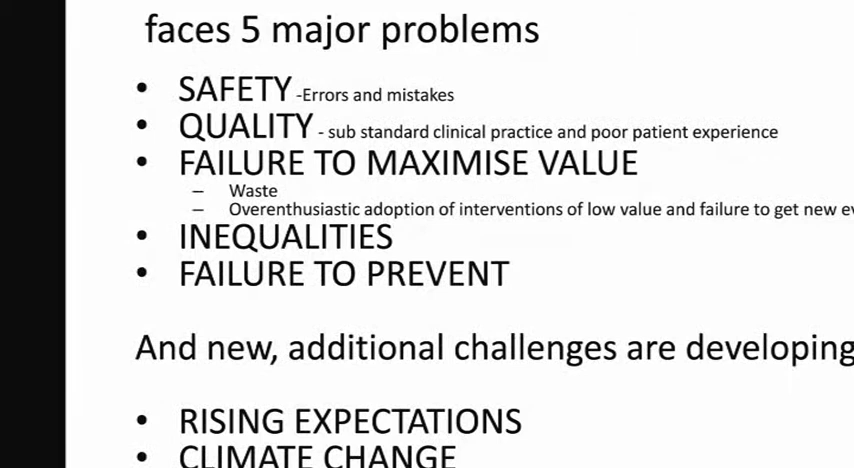 faces 5 major problems
• SAFETY -Errors and mistakes
• QUALITY - sub standard clinical practice and poor patient experience
• FAILURE TO MAXIMISE VALUE
– Waste
– Overenthusiastic adoption of interventions of low value and failure to get new
• INEQUALITIES
• FAILURE TO PREVENT
And new, additional challenges are developing
• RISING EXPECTATIONS
• CLIMATE CHANGE